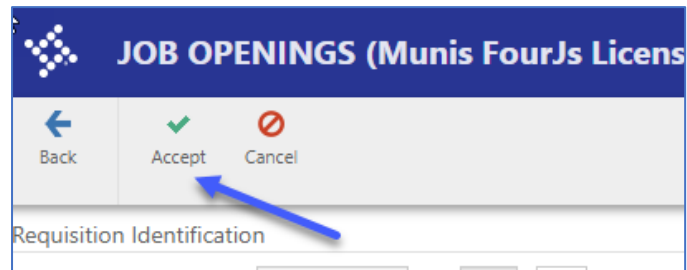 JOB OPENINGS (Munis FourJs Licens
Back Accept Cancel
Requisition Identification